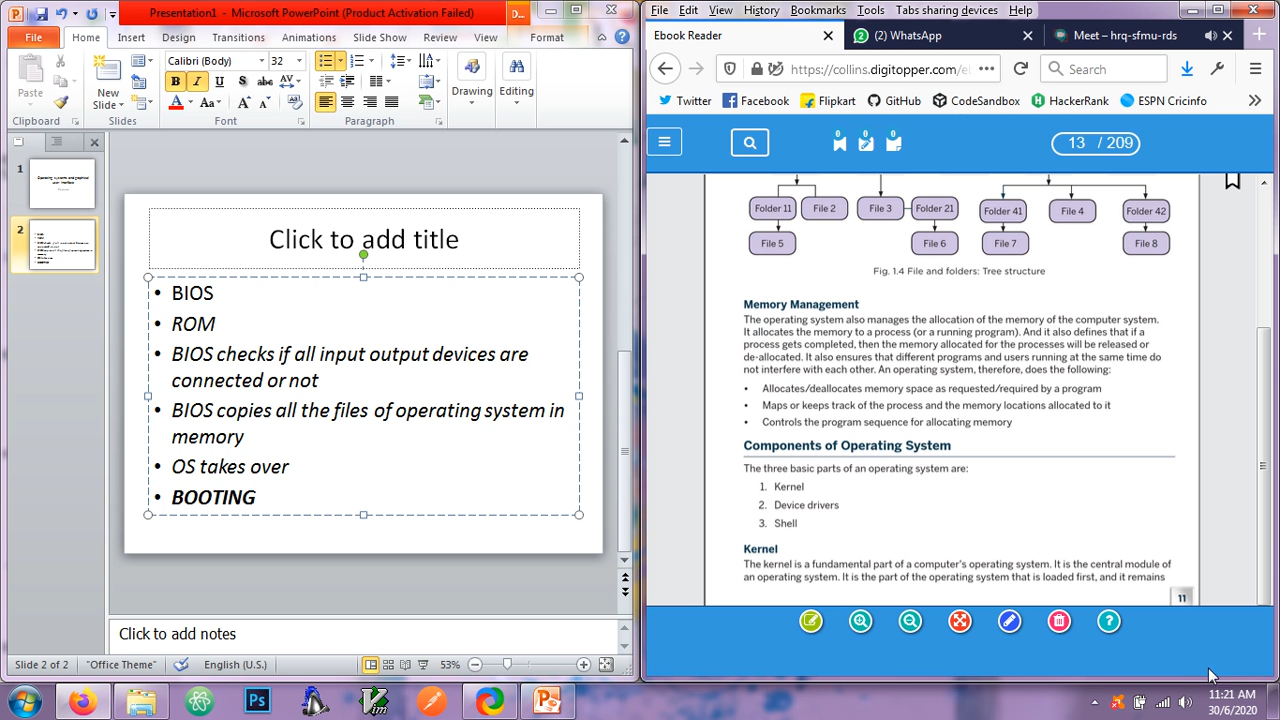 Presentation1 - Microsoft PowerPoint (Product Activation Failed)
D...
File Home Insert Design Transitions Animations Slide Show Review View Format
Paste
Clipboard
New
Slide
Slides
Calibri (Body) 32
B I U S abc AV
A Aa A A
Font
Paragraph
Drawing
Editing
1
2
Click to add title
• BIOS
• ROM
• BIOS checks if all input output devices are
connected or not
• BIOS copies all the files of operating system in
memory
• OS takes over
• BOOTING
Click to add notes
Slide 2 of 2 "Office Theme" English (U.S.) 53%
File Edit View History Bookmarks Tools Tabs sharing devices Help
Ebook Reader
(2) WhatsApp
Meet – hrq-sfmu-rds
https://collins.digitopper.com/el
Search
Twitter Facebook Flipkart GitHub CodeSandbox HackerRank ESPN Cricinfo
0 0 0
13 / 209
Folder 11 File 2 File 3 Folder 21 Folder 41 File 4 Folder 42
File 5 File 6 File 7 File 8
Fig. 1.4 File and folders: Tree structure
Memory Management
The operating system also manages the allocation of the memory of the computer system.
It allocates the memory to a process (or a running program). And it also defines that if a
process gets completed, then the memory allocated for the processes will be released or
de-allocated. It also ensures that different programs and users running at the same time do
not interfere with each other. An operating system, therefore, does the following:
• Allocates/deallocates memory space as requested/required by a program
• Maps or keeps track of the process and the memory locations allocated to it
• Controls the program sequence for allocating memory
Components of Operating System
The three basic parts of an operating system are:
1. Kernel
2. Device drivers
3. Shell
Kernel
The kernel is a fundamental part of a computer's operating system. It is the central module of
an operating system. It is the part of the operating system that is loaded first, and it remains
11
11:21 AM
30/6/2020